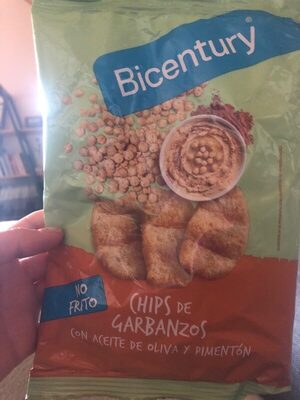 Bicentury®
NO
FRITO
CHIPS DE
GARBANZOS
CON ACEITE DE OLIVA Y PIMENTÓN